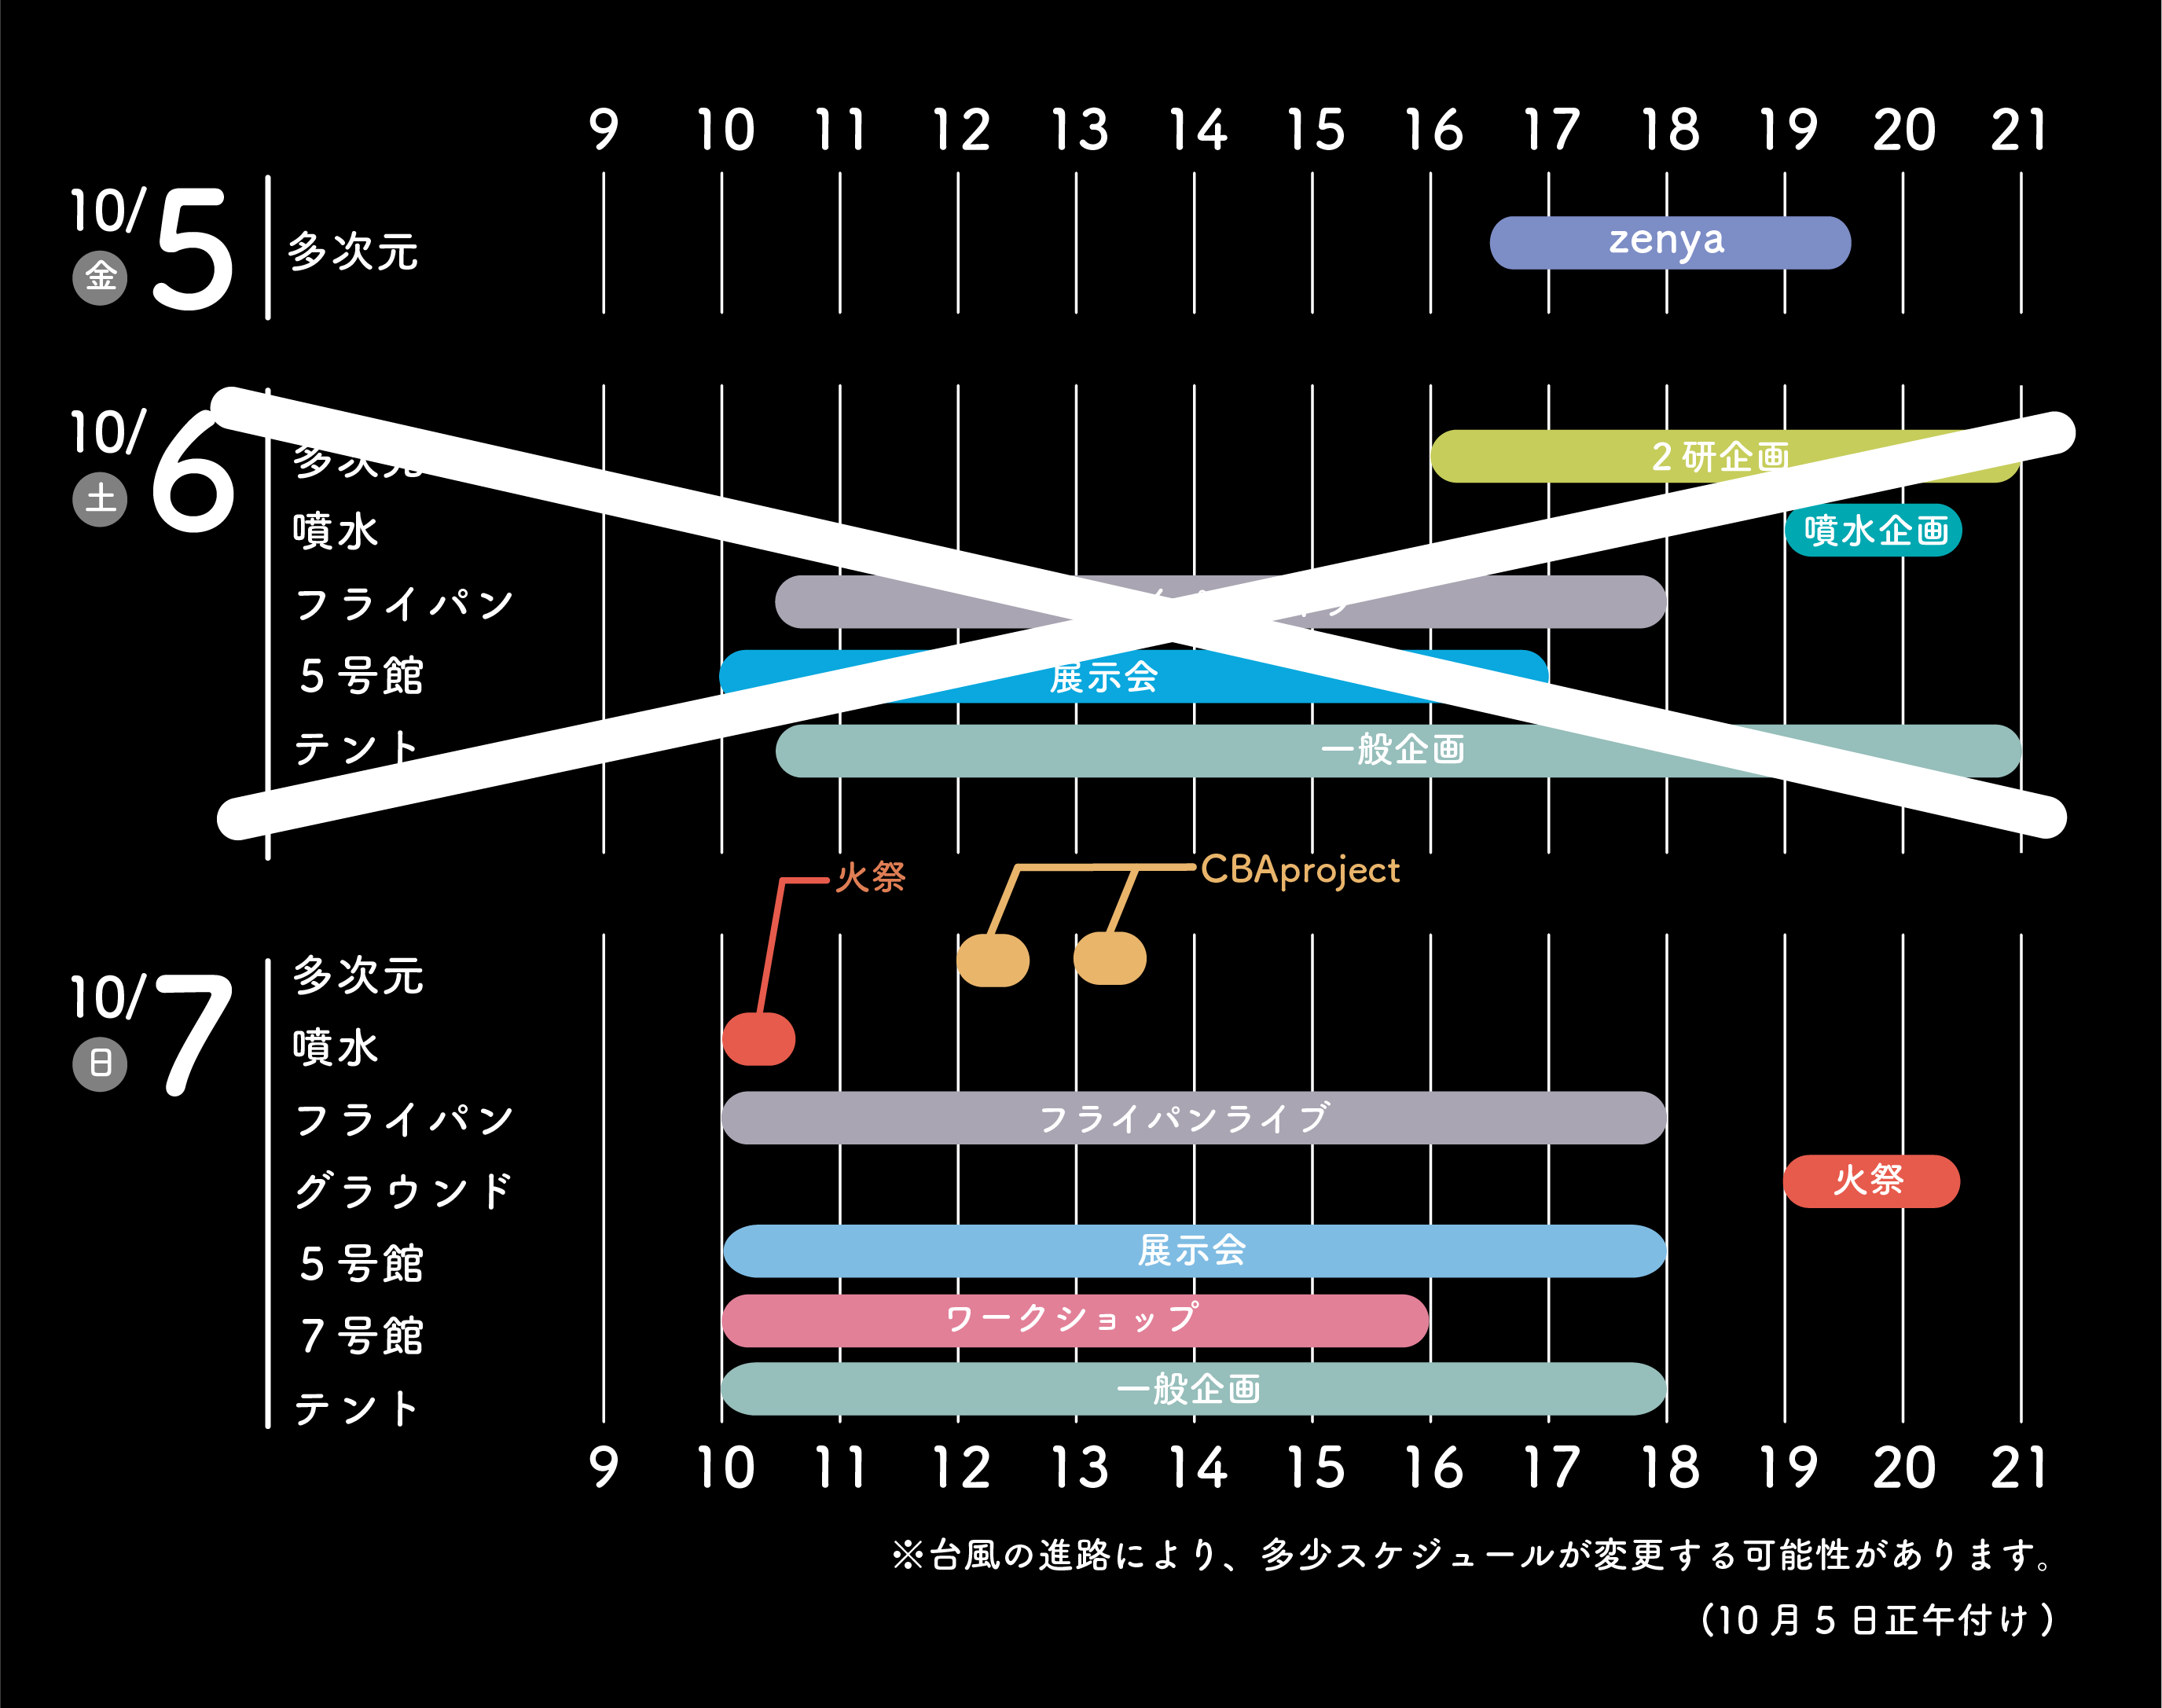 9 10 11 12 13 14 15 16 17 18 19 20 21
10/5
金
多次元
zenya
10/6
土
多次元
2研企画
噴水
噴水企画
フライパン
5号館
展示会
テント
一般企画
火祭
CBAproject
10/7
日
多次元
噴水
フライパン
フライパンライブ
グラウンド
火祭
5号館
展示会
7号館
ワークショップ
テント
一般企画
9 10 11 12 13 14 15 16 17 18 19 20 21
※台風の進路により、多少スケジュールが変更する可能性があります。
(10月5日正午付け)